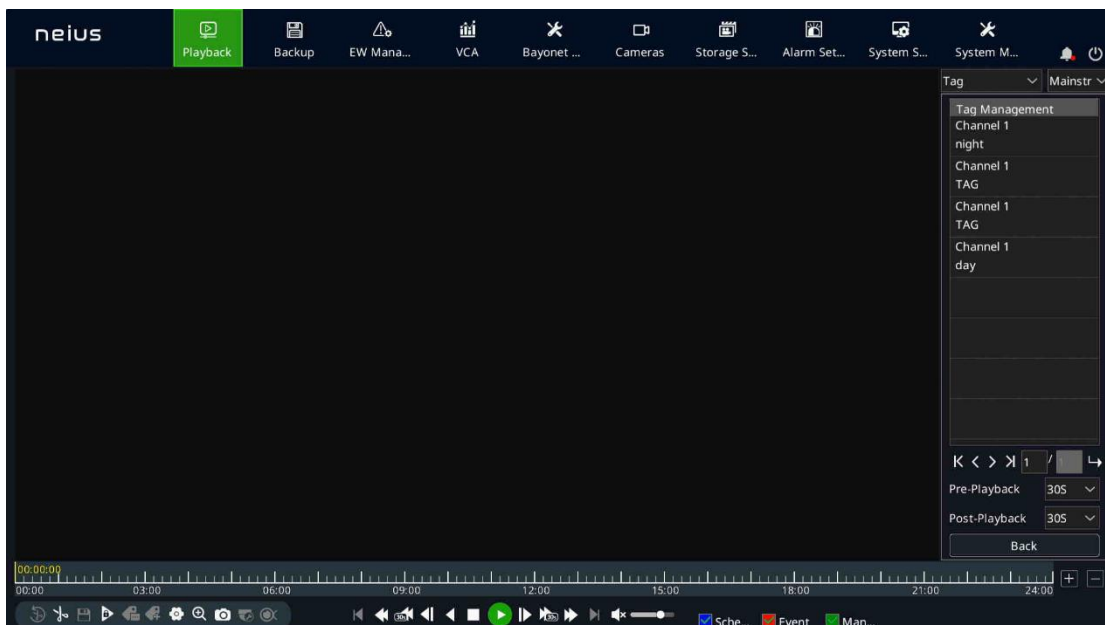 neius
Playback Backup EW Mana... VCA Bayonet ... Cameras Storage S... Alarm Set... System S... System M...
Tag Mainstr
Tag Management
Channel 1
night
Channel 1
TAG
Channel 1
TAG
Channel 1
day
1 / 1
Pre-Playback 30S
Post-Playback 30S
Back
00:00:00
00:00 03:00 06:00 09:00 12:00 15:00 18:00 21:00 24:00
30s 30s Sche... Event Man...